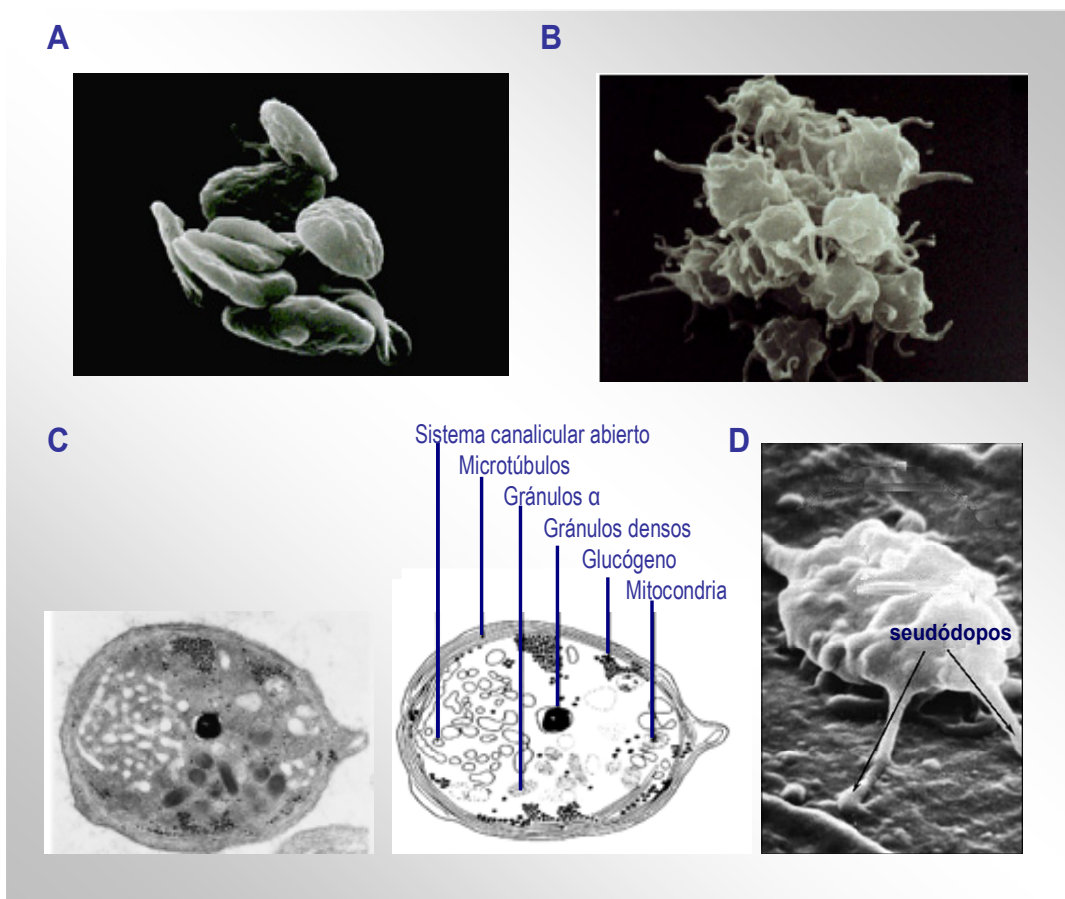 A
B
C
Sistema canalicular abierto
Microtúbulos
Gránulos α
Gránulos densos
Glucógeno
Mitocondria
D
seudódopos